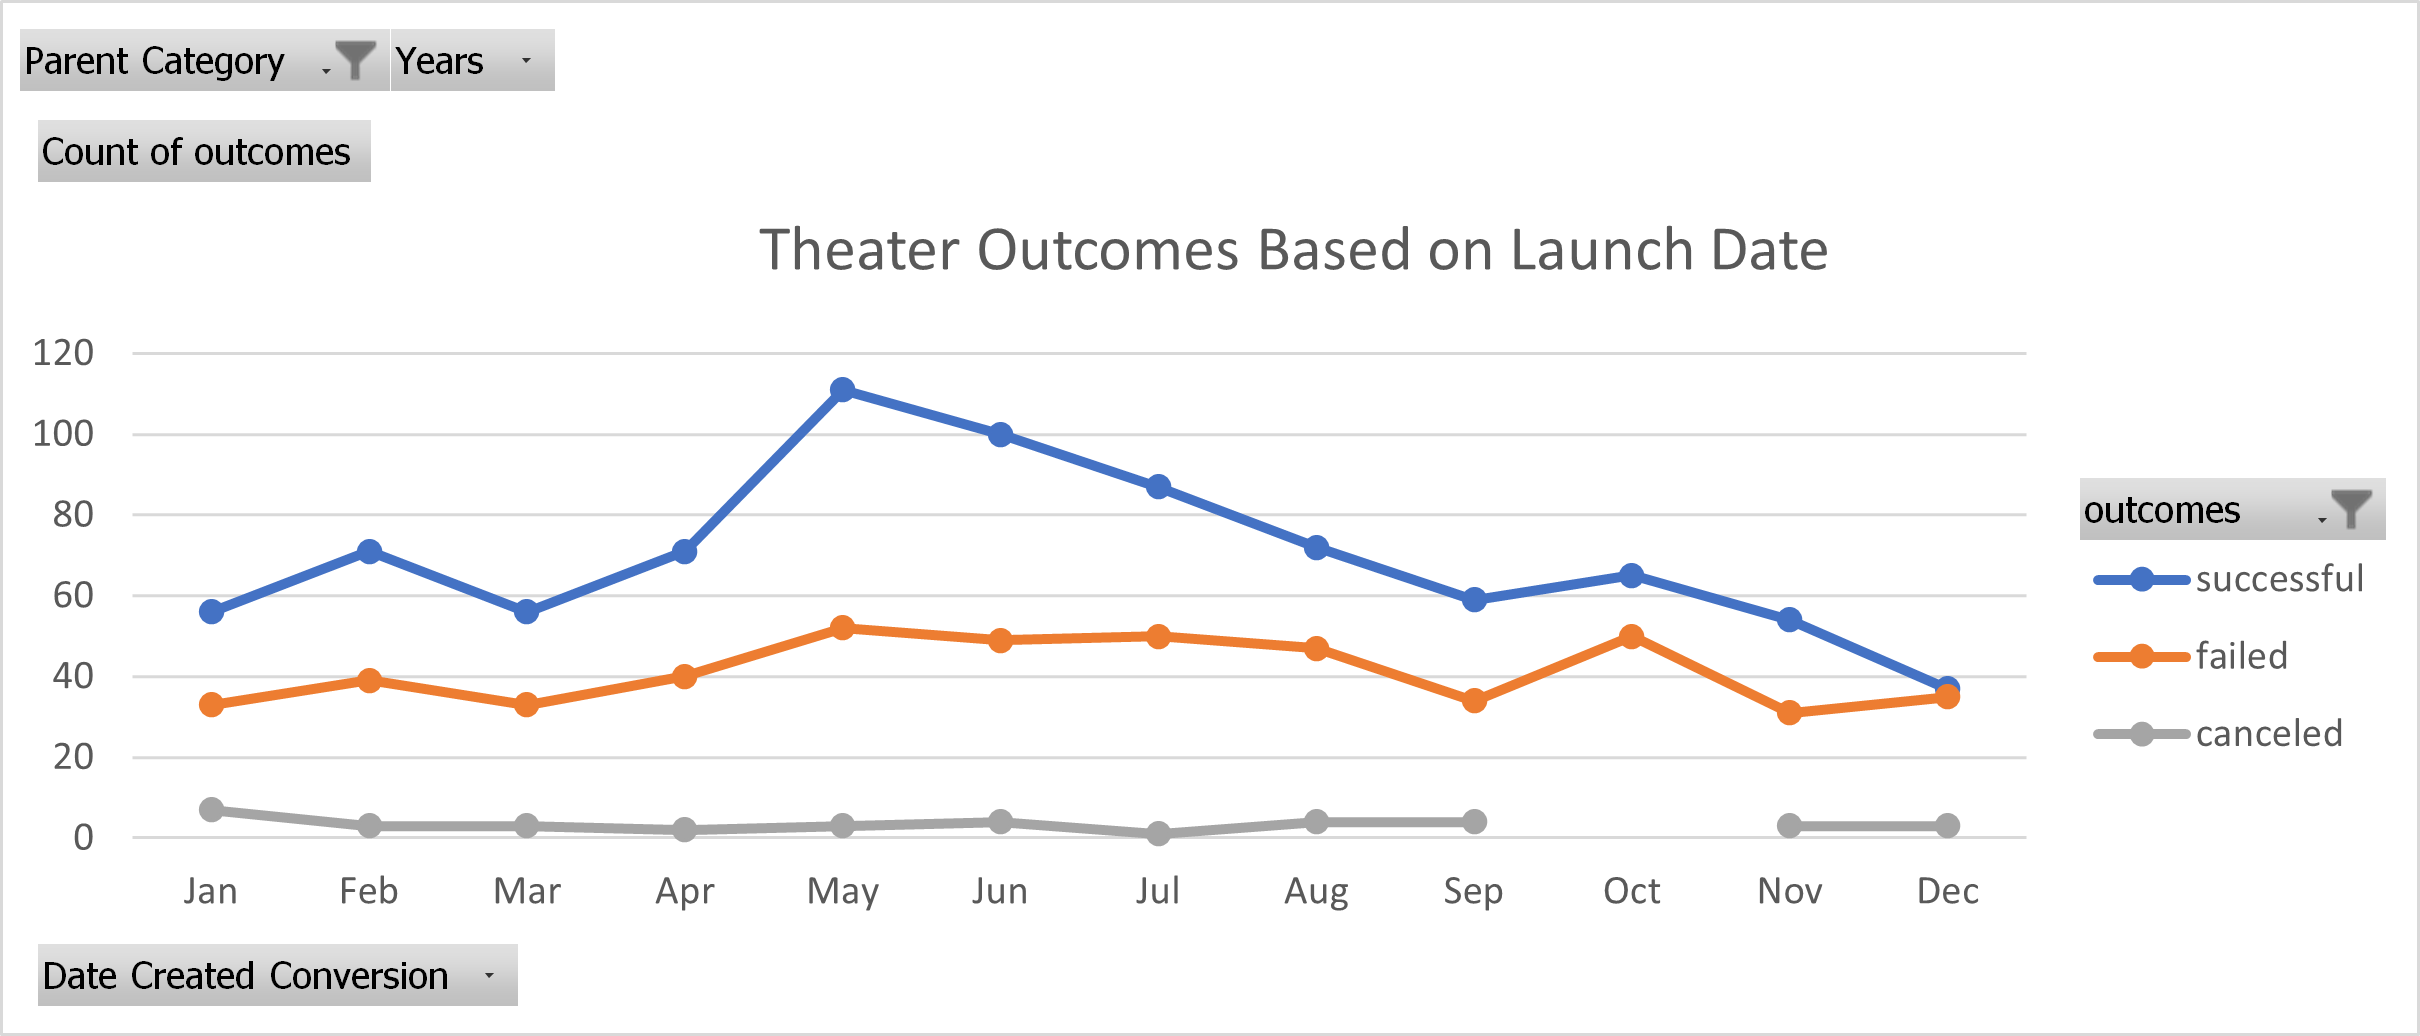 Parent Category Years
Count of outcomes
Theater Outcomes Based on Launch Date
120
100
80
60
40
20
0
Jan Feb Mar Apr May Jun Jul Aug Sep Oct Nov Dec
outcomes
successful
failed
canceled
Date Created Conversion